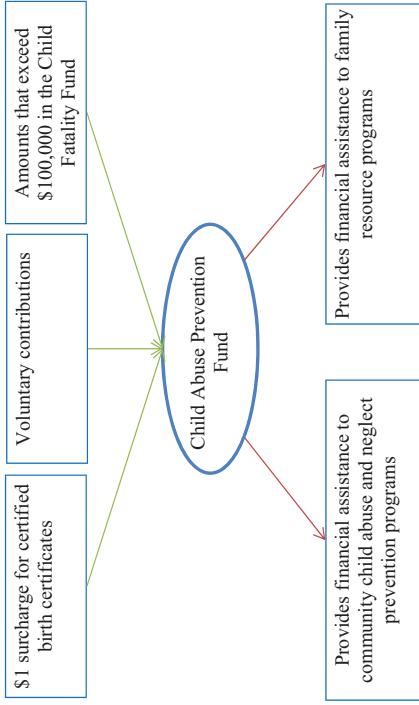 $1 surcharge for certified
birth certificates
Voluntary contributions
Amounts that exceed
$100,000 in the Child
Fatality Fund
Child Abuse Prevention
Fund
Provides financial assistance to
community child abuse and neglect
prevention programs
Provides financial assistance to family
resource programs